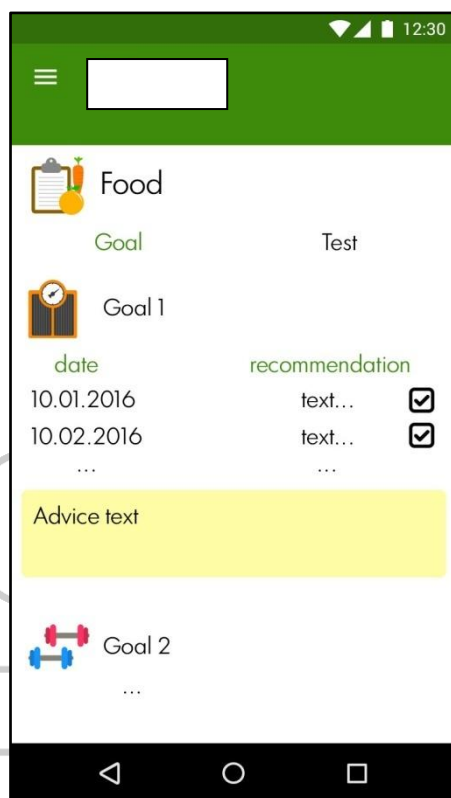 12:30
Food
Goal Test
Goal 1
date recommendation
10.01.2016 text...
10.02.2016 text...
... ...
Advice text
Goal 2
...